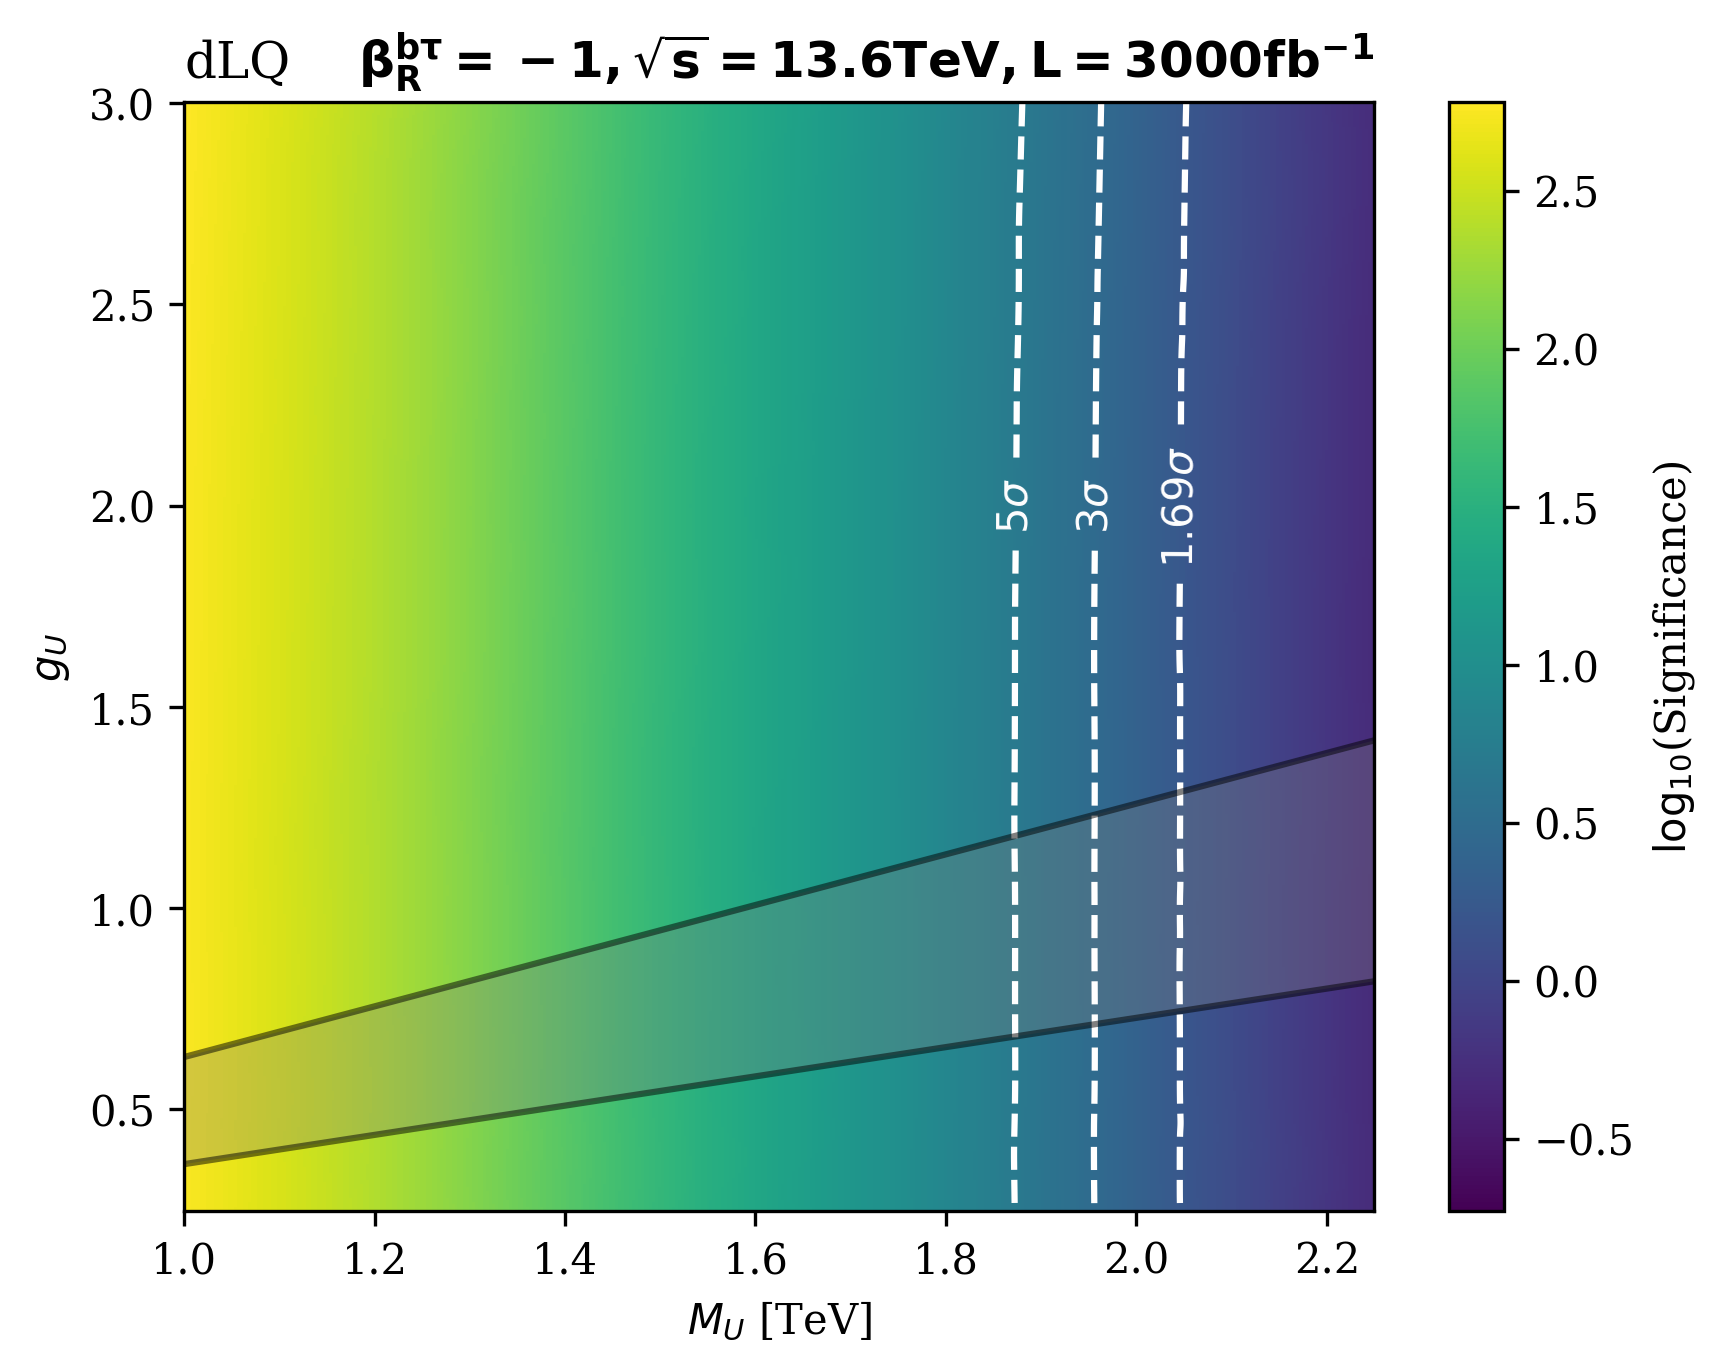 dLQ β_R^{bτ} = −1, √s = 13.6TeV, L = 3000fb^{−1}
3.0
2.5
2.0
1.5
1.0
0.5
g_U
5σ
3σ
1.69σ
1.0 1.2 1.4 1.6 1.8 2.0 2.2
M_U [TeV]
2.5
2.0
1.5
1.0
0.5
0.0
−0.5
log₁₀(Significance)